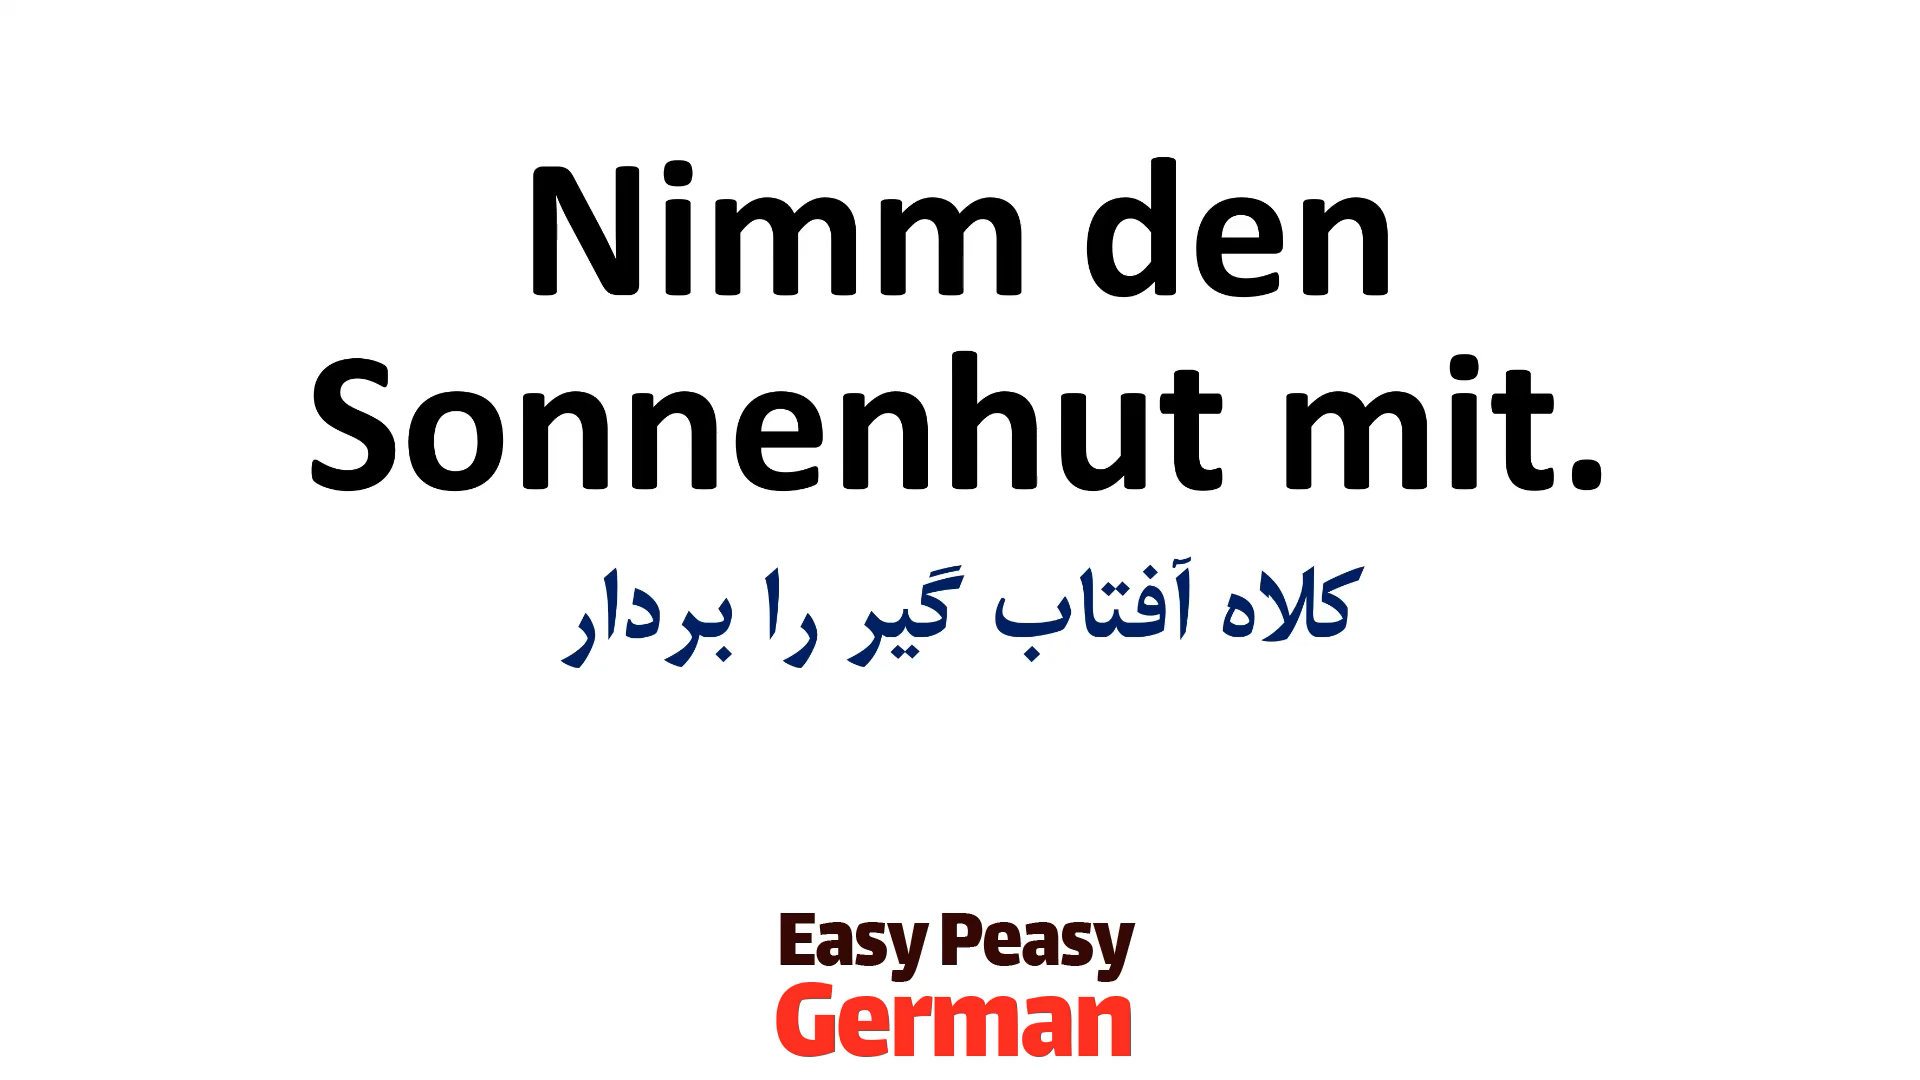 Nimm den
Sonnenhut mit.
کلاه آفتاب گیر را بردار
Easy Peasy
German